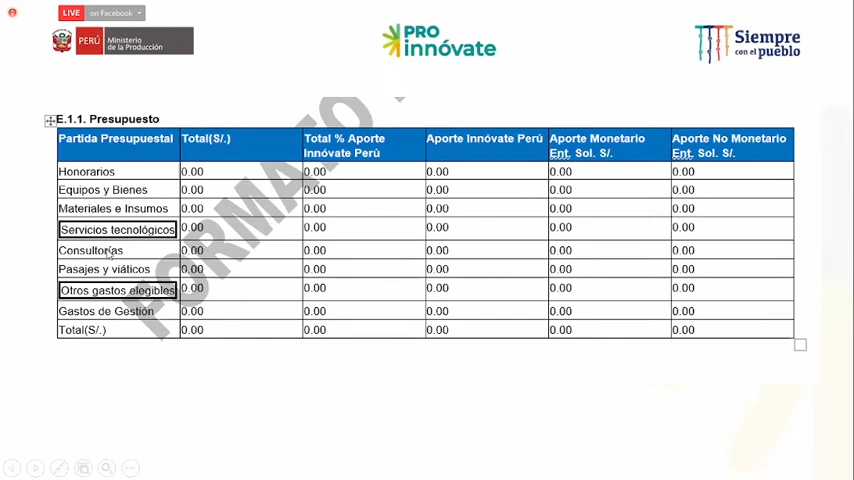 LIVE on Facebook
PERÚ Ministerio de la Producción
PRO innóvate
Siempre con el pueblo
E.1.1. Presupuesto
Partida Presupuestal Total(S/.) Total % Aporte Innóvate Perú Aporte Innóvate Perú Aporte Monetario Ent. Sol. S/. Aporte No Monetario Ent. Sol. S/.
Honorarios 0.00 0.00 0.00 0.00 0.00
Equipos y Bienes 0.00 0.00 0.00 0.00 0.00
Materiales e Insumos 0.00 0.00 0.00 0.00 0.00
Servicios tecnológicos 0.00 0.00 0.00 0.00 0.00
Consultorías 0.00 0.00 0.00 0.00 0.00
Pasajes y viáticos 0.00 0.00 0.00 0.00 0.00
Otros gastos elegibles 0.00 0.00 0.00 0.00 0.00
Gastos de Gestión 0.00 0.00 0.00 0.00 0.00
Total(S/.) 0.00 0.00 0.00 0.00 0.00
FORMATO